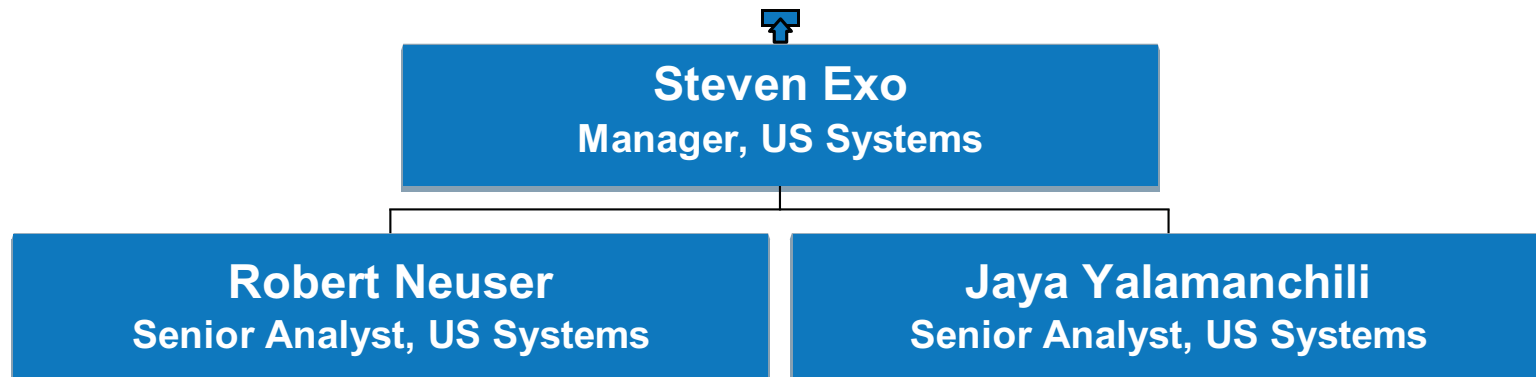 Steven Exo
Manager, US Systems
Robert Neuser
Senior Analyst, US Systems
Jaya Yalamanchili
Senior Analyst, US Systems